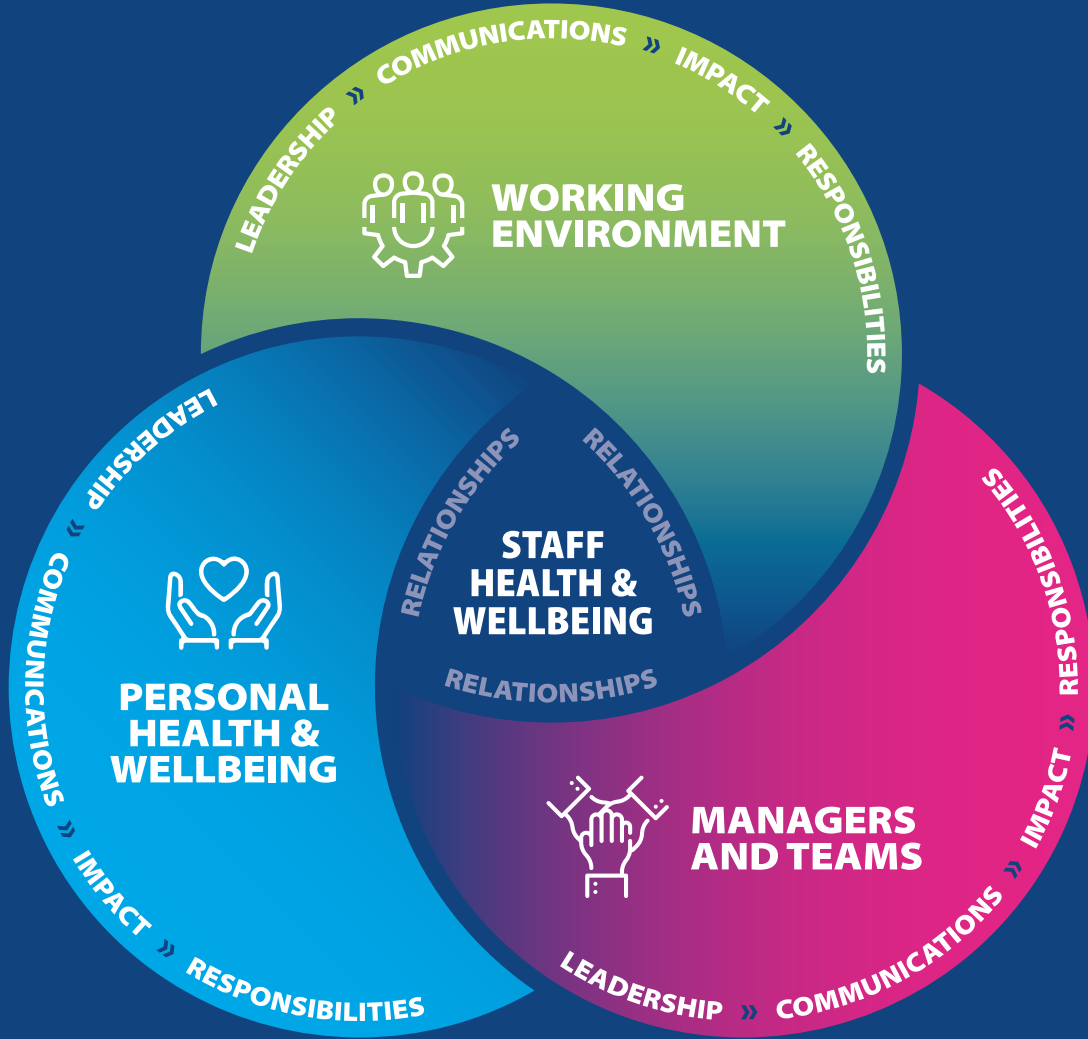 LEADERSHIP » COMMUNICATIONS » IMPACT » RESPONSIBILITIES
WORKING
ENVIRONMENT
RELATIONSHIPS
RELATIONSHIPS
STAFF
HEALTH &
WELLBEING
RELATIONSHIPS
LEADERSHIP » COMMUNICATIONS » IMPACT » RESPONSIBILITIES
PERSONAL
HEALTH &
WELLBEING
MANAGERS
AND TEAMS
LEADERSHIP » COMMUNICATIONS » IMPACT » RESPONSIBILITIES